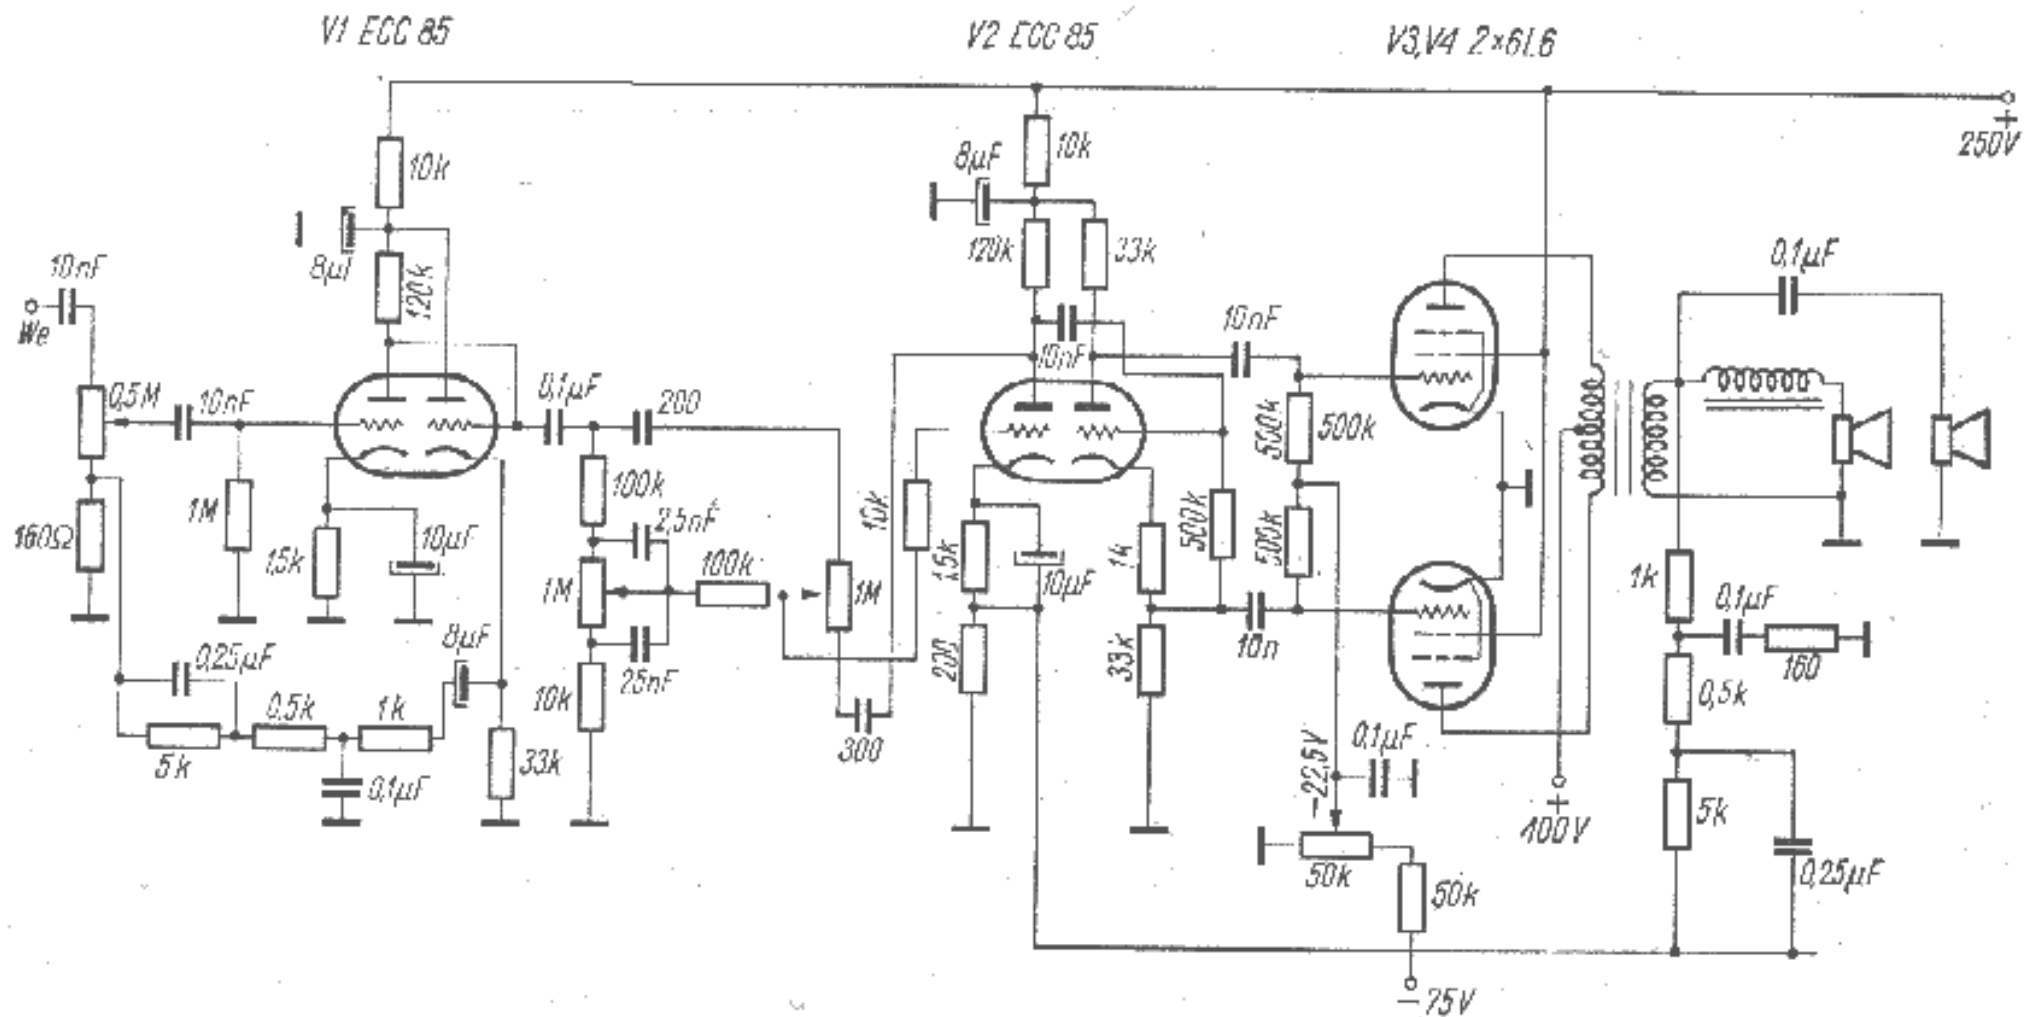 V1 ECC 85
V2 ECC 85
V3,V4 2×6L6
+
250V
10k
8µF
120k
10nF
We
0,5M
10nF
160Ω
1M
1,5k
10µF
0,25µF
5k
0,5k
1k
0,1µF
8µF
33k
0,1µF
200
100k
2,5nF
1M
100k
25nF
10k
1M
300
10k
8µF
10k
120k
33k
10nF
1,5k
10µF
200
1k
33k
500k
10nF
500k
500k
500k
10n
-22,5V
0,1µF
50k
50k
-75V
+
400V
0,1µF
1k
0,1µF
160
0,5k
5k
0,25µF